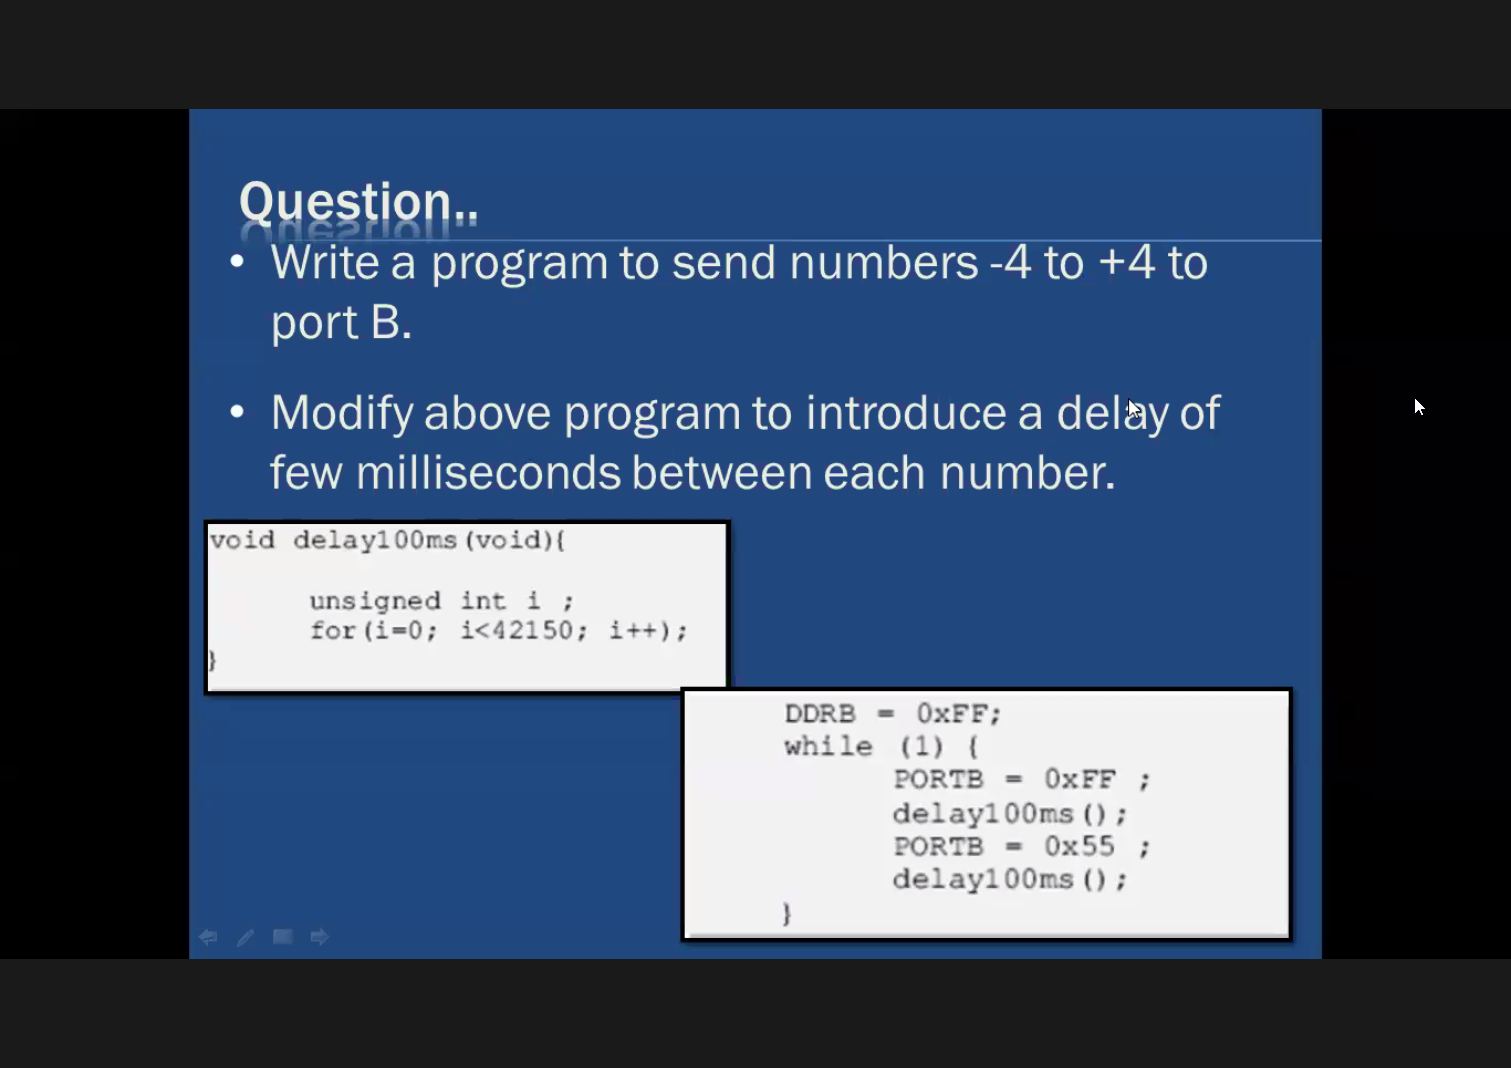 Question..
• Write a program to send numbers -4 to +4 to
port B.
• Modify above program to introduce a delay of
few milliseconds between each number.
void delay100ms(void){
unsigned int i ;
for(i=0; i<42150; i++);
}
DDRB = 0xFF;
while (1) {
PORTB = 0xFF ;
delay100ms();
PORTB = 0x55 ;
delay100ms();
}